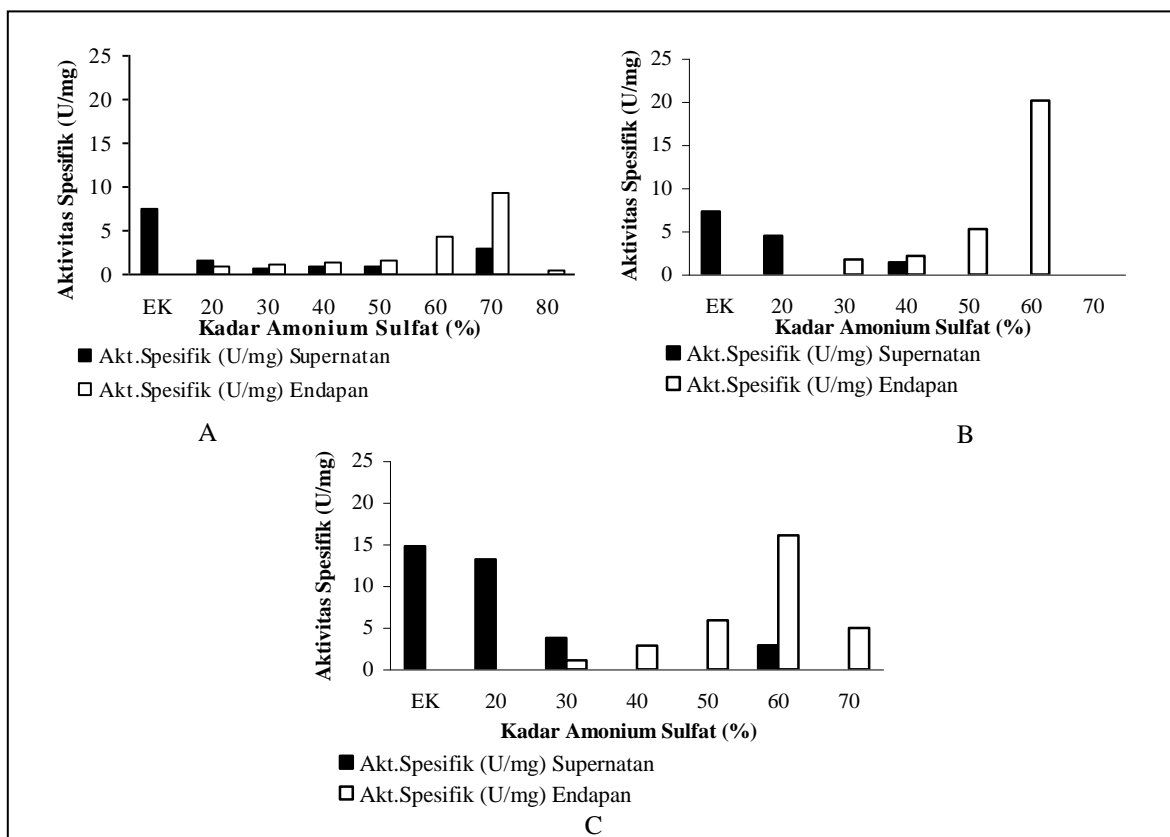 25
20
15
10
5
0
Aktivitas Spesifik (U/mg)
EK 20 30 40 50 60 70 80
Kadar Amonium Sulfat (%)
Akt.Spesifik (U/mg) Supernatan
Akt.Spesifik (U/mg) Endapan
A
25
20
15
10
5
0
Aktivitas Spesifik (U/mg)
EK 20 30 40 50 60 70
Kadar Amonium Sulfat (%)
Akt.Spesifik (U/mg) Supernatan
Akt.Spesifik (U/mg) Endapan
B
25
20
15
10
5
0
Aktivitas Spesifik (U/mg)
EK 20 30 40 50 60 70
Kadar Amonium Sulfat (%)
Akt.Spesifik (U/mg) Supernatan
Akt.Spesifik (U/mg) Endapan
C